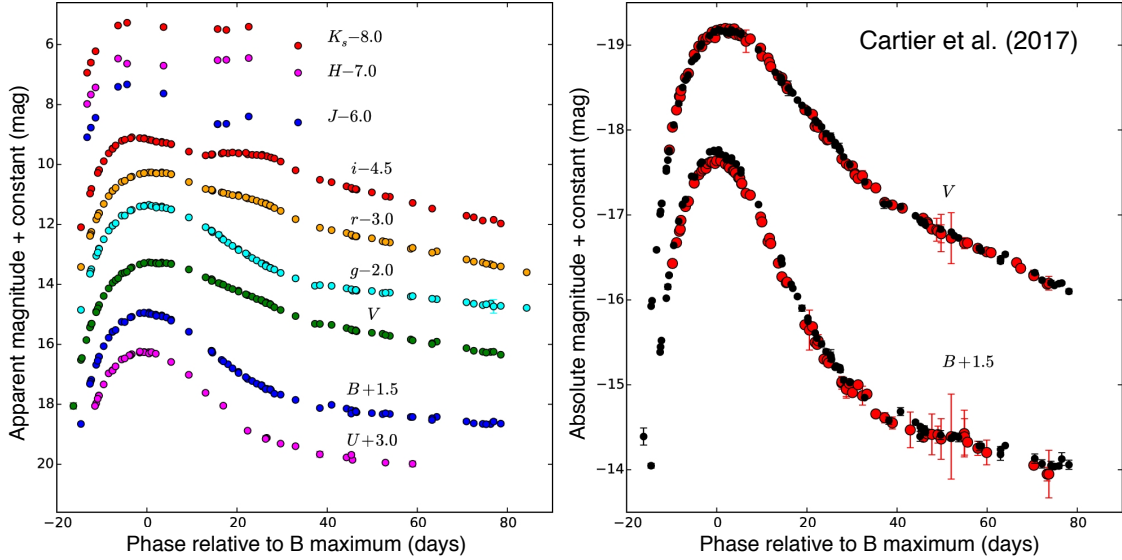 K_s−8.0
H−7.0
J−6.0
i−4.5
r−3.0
g−2.0
V
B+1.5
U+3.0
6
8
10
12
14
16
18
20
−20
0
20
40
60
80
Apparent magnitude + constant (mag)
Phase relative to B maximum (days)
Cartier et al. (2017)
V
B+1.5
−19
−18
−17
−16
−15
−14
−20
0
20
40
60
80
Absolute magnitude + constant (mag)
Phase relative to B maximum (days)